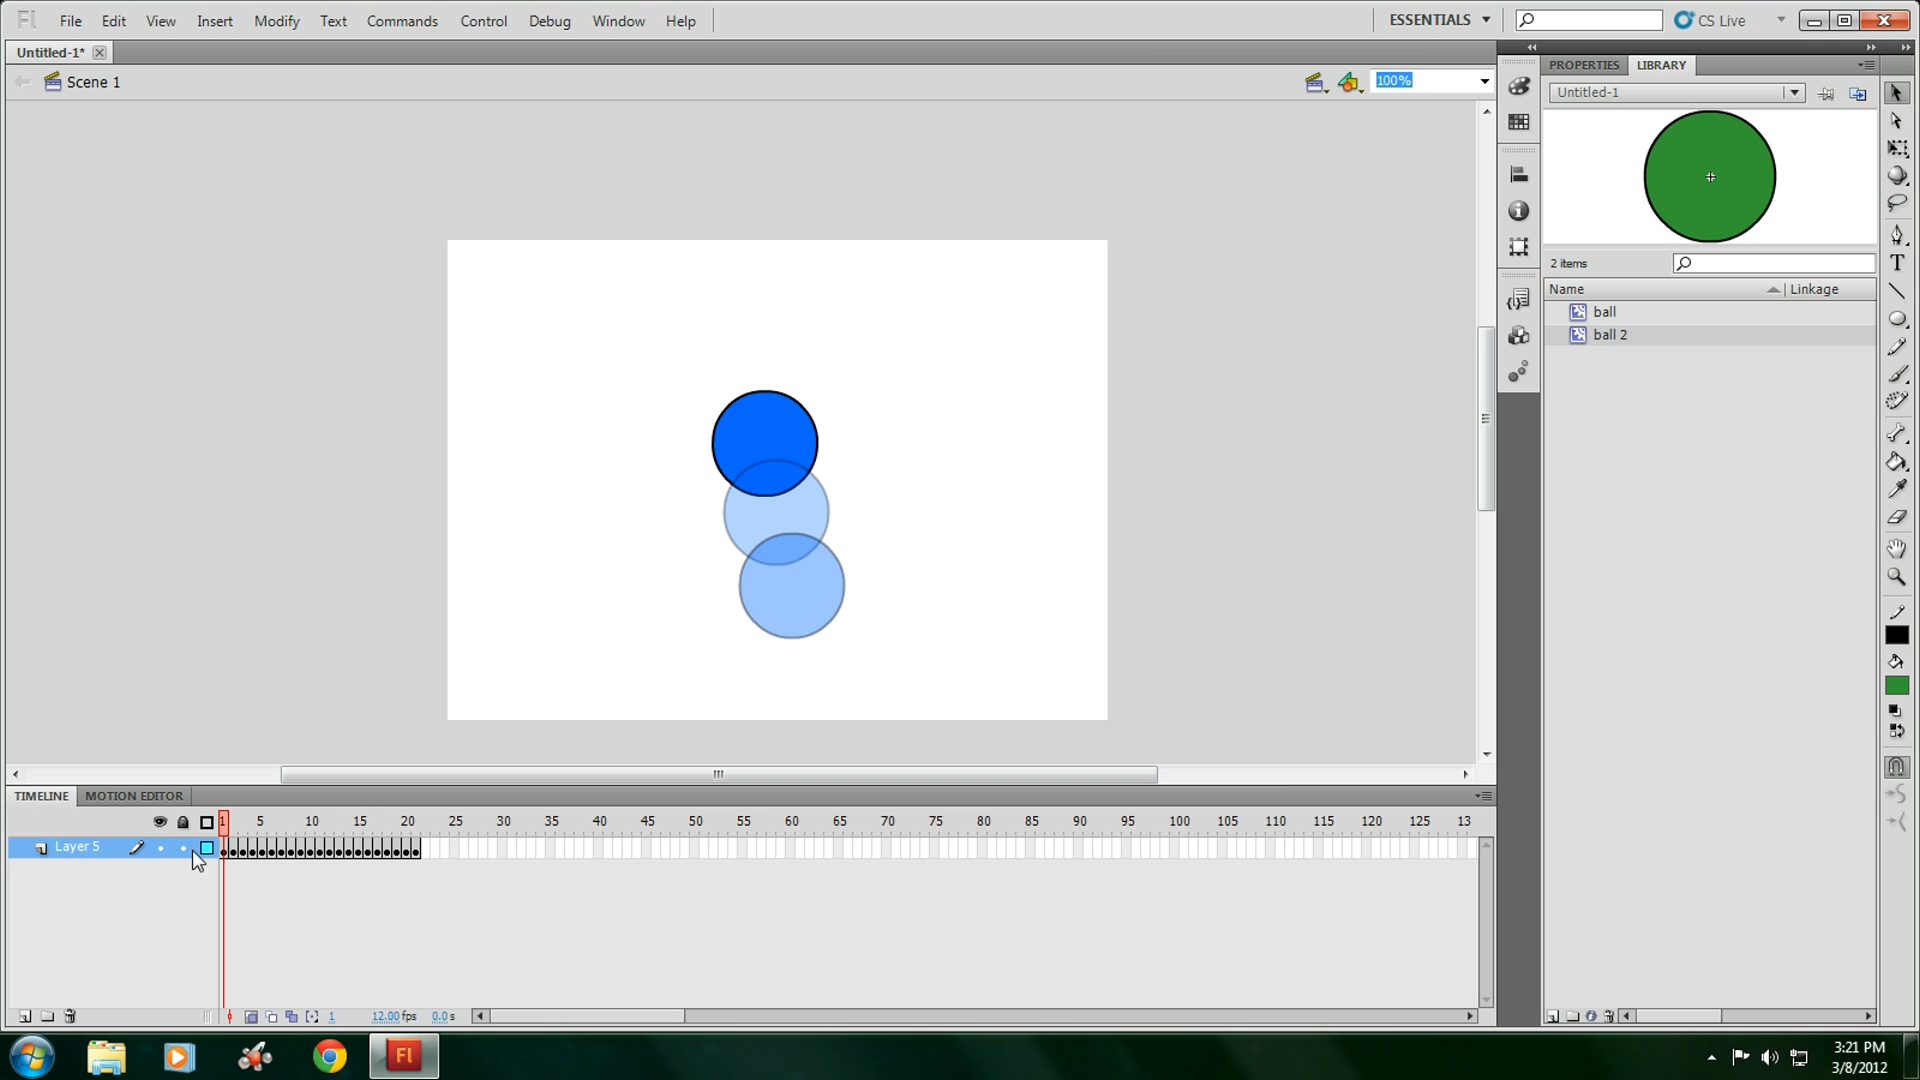 Fl File Edit View Insert Modify Text Commands Control Debug Window Help ESSENTIALS CS Live
Untitled-1*
Scene 1 100%
PROPERTIES LIBRARY
Untitled-1
2 items
Name Linkage
ball
ball 2
T
TIMELINE MOTION EDITOR
1 5 10 15 20 25 30 35 40 45 50 55 60 65 70 75 80 85 90 95 100 105 110 115 120 125 13
Layer 5
1 12.00 fps 0.0 s
Fl
3:21 PM
3/8/2012